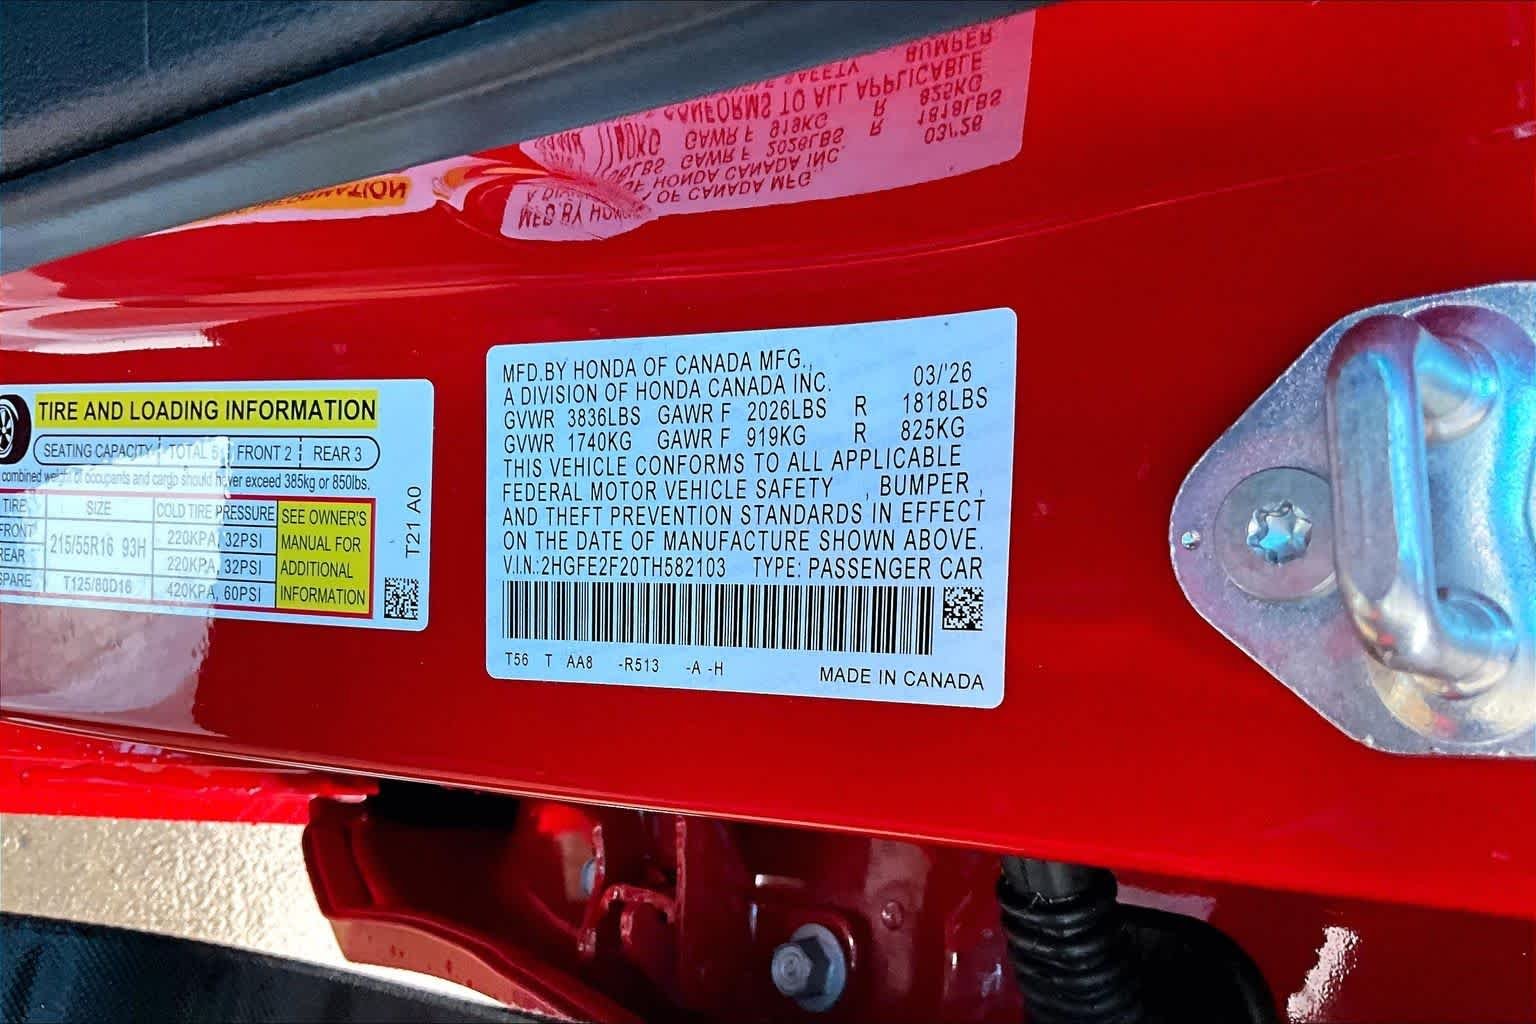 TIRE AND LOADING INFORMATION
SEATING CAPACITY TOTAL 5 FRONT 2 REAR 3
combined weight of occupants and cargo should never exceed 385kg or 850lbs.
TIRE SIZE COLD TIRE PRESSURE
FRONT 215/55R16 93H 220KPA, 32PSI
REAR 220KPA, 32PSI
SPARE T125/80D16 420KPA, 60PSI
SEE OWNER'S
MANUAL FOR
ADDITIONAL
INFORMATION
T21 A0
MFD.BY HONDA OF CANADA MFG.,
A DIVISION OF HONDA CANADA INC. 03/'26
GVWR 3836LBS GAWR F 2026LBS R 1818LBS
GVWR 1740KG GAWR F 919KG R 825KG
THIS VEHICLE CONFORMS TO ALL APPLICABLE
FEDERAL MOTOR VEHICLE SAFETY , BUMPER ,
AND THEFT PREVENTION STANDARDS IN EFFECT
ON THE DATE OF MANUFACTURE SHOWN ABOVE.
V.I.N.:2HGFE2F20TH582103 TYPE: PASSENGER CAR
T56 T AA8 -R513 -A -H
MADE IN CANADA